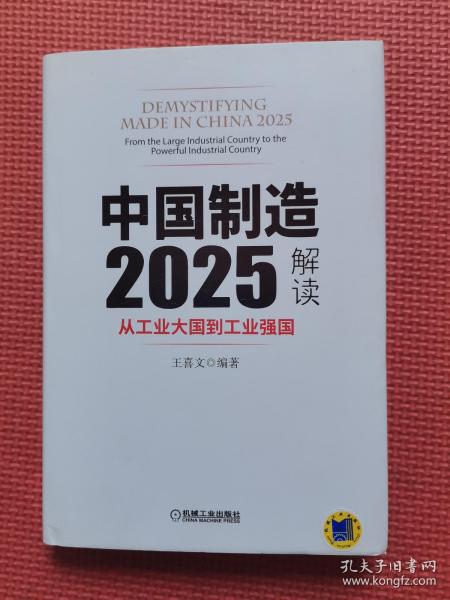 DEMYSTIFYING
MADE IN CHINA 2025
From the Large Industrial Country to the
Powerful Industrial Country
中国制造
2025
解读
从工业大国到工业强国
王喜文◎编著
机械工业出版社
CHINA MACHINE PRESS
孔夫子旧书网
www.kongfz.com